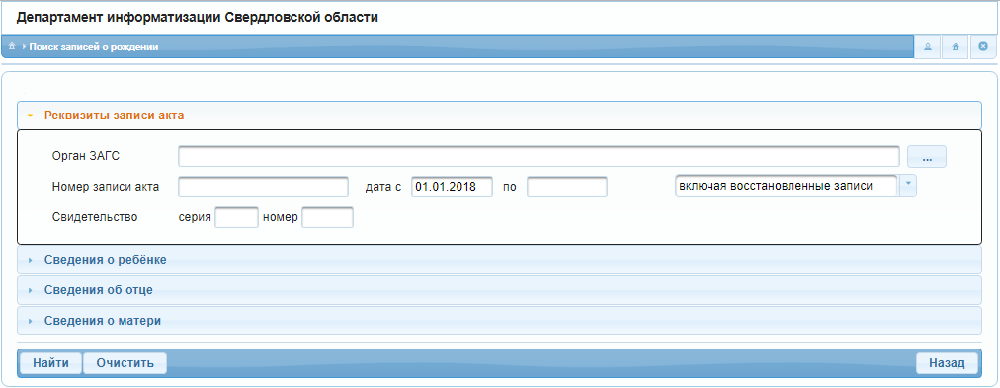 Департамент информатизации Свердловской области
Поиск записей о рождении
Реквизиты записи акта
Орган ЗАГС ...
Номер записи акта дата с 01.01.2018 по включая восстановленные записи
Свидетельство серия номер
Сведения о ребёнке
Сведения об отце
Сведения о матери
Найти Очистить Назад